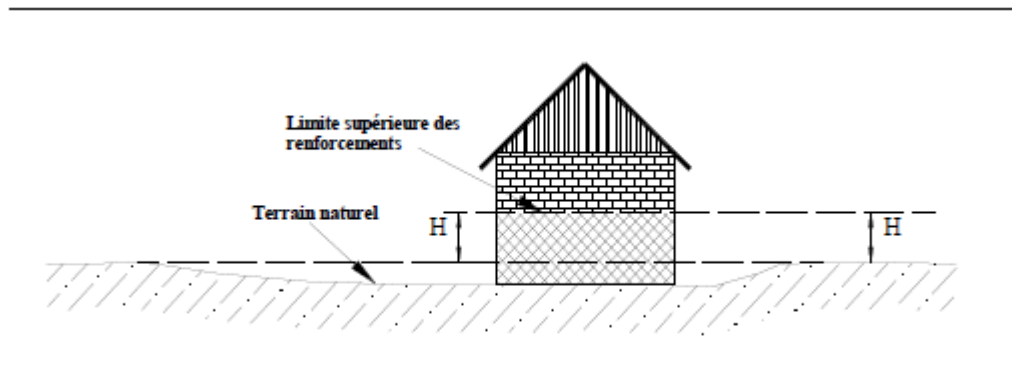 Limite supérieure des
renforcements
Terrain naturel
H
H